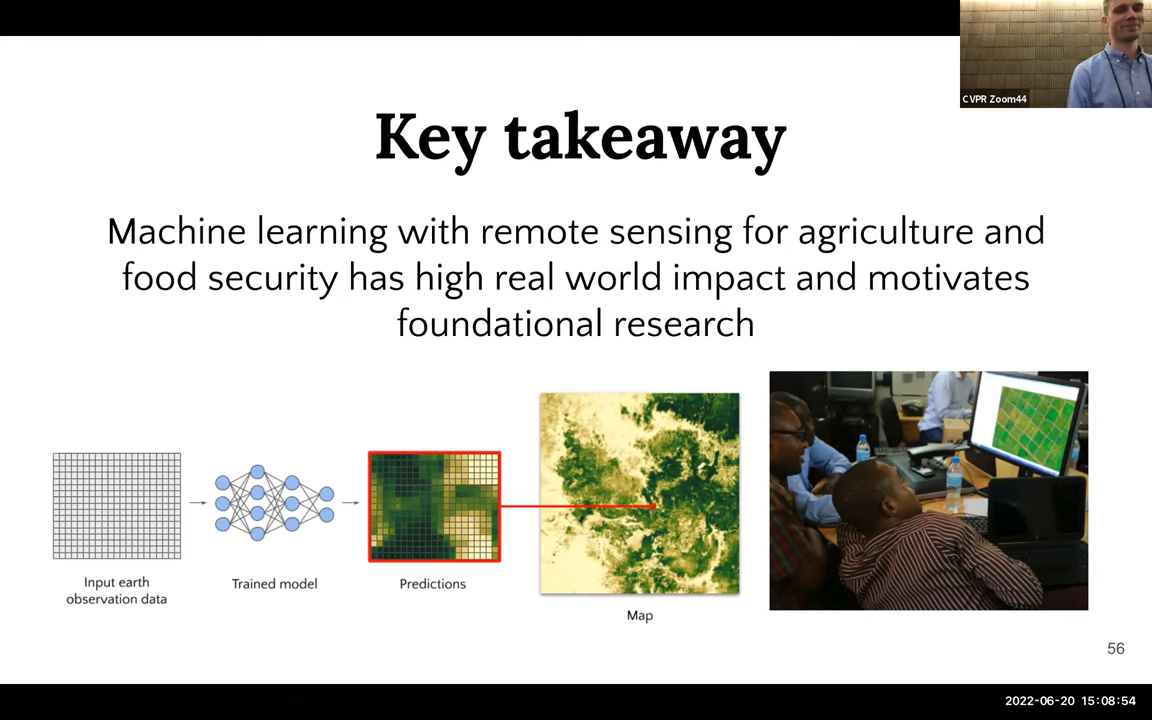 CVPR Zoom44
Key takeaway
Machine learning with remote sensing for agriculture and
food security has high real world impact and motivates
foundational research
Input earth
observation data
Trained model
Predictions
Map
56
2022-06-20 15:08:54